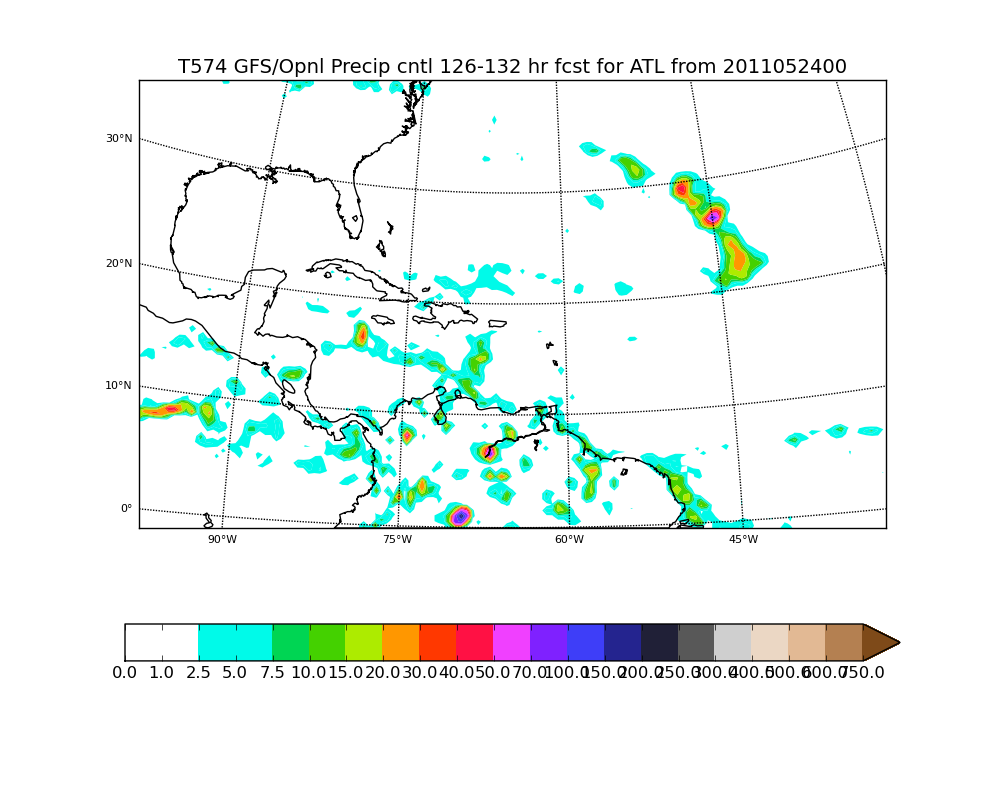 T574 GFS/Opnl Precip cntl 126-132 hr fcst for ATL from 2011052400
30°N
20°N
10°N
0°
90°W 75°W 60°W 45°W
0.0 1.0 2.5 5.0 7.5 10.0 15.0 20.0 30.0 40.0 50.0 70.0 100.0 150.0 200.0 250.0 300.0 400.0 500.0 600.0 750.0